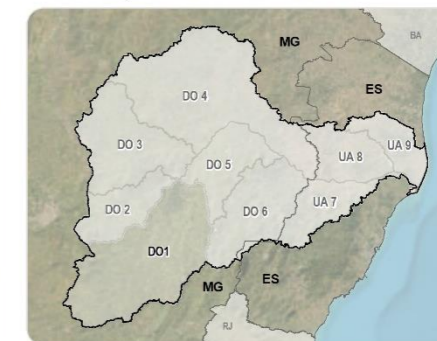 BA
MG
ES
DO 4
DO 3
DO 5
UA 8
UA 9
DO 2
DO 6
UA 7
DO1
MG
ES
RJ